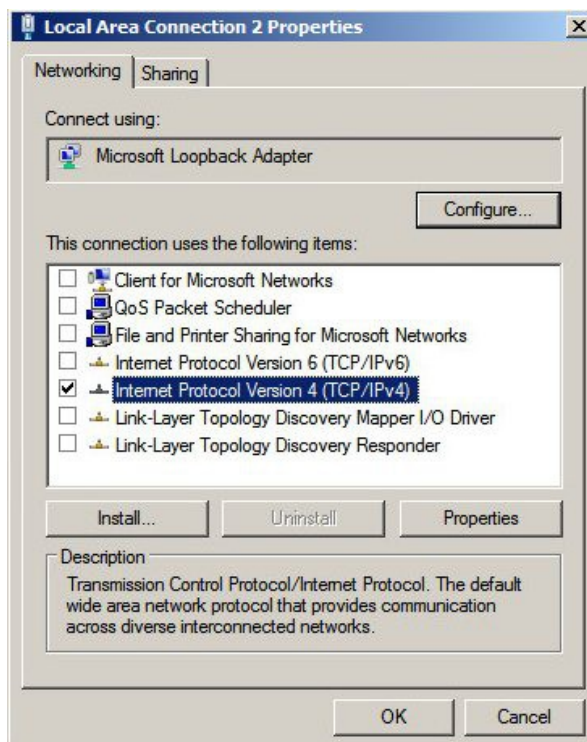 Local Area Connection 2 Properties
Networking
Sharing
Connect using:
Microsoft Loopback Adapter
Configure...
This connection uses the following items:
Client for Microsoft Networks
QoS Packet Scheduler
File and Printer Sharing for Microsoft Networks
Internet Protocol Version 6 (TCP/IPv6)
Internet Protocol Version 4 (TCP/IPv4)
Link-Layer Topology Discovery Mapper I/O Driver
Link-Layer Topology Discovery Responder
Install...
Uninstall
Properties
Description
Transmission Control Protocol/Internet Protocol. The default
wide area network protocol that provides communication
across diverse interconnected networks.
OK
Cancel